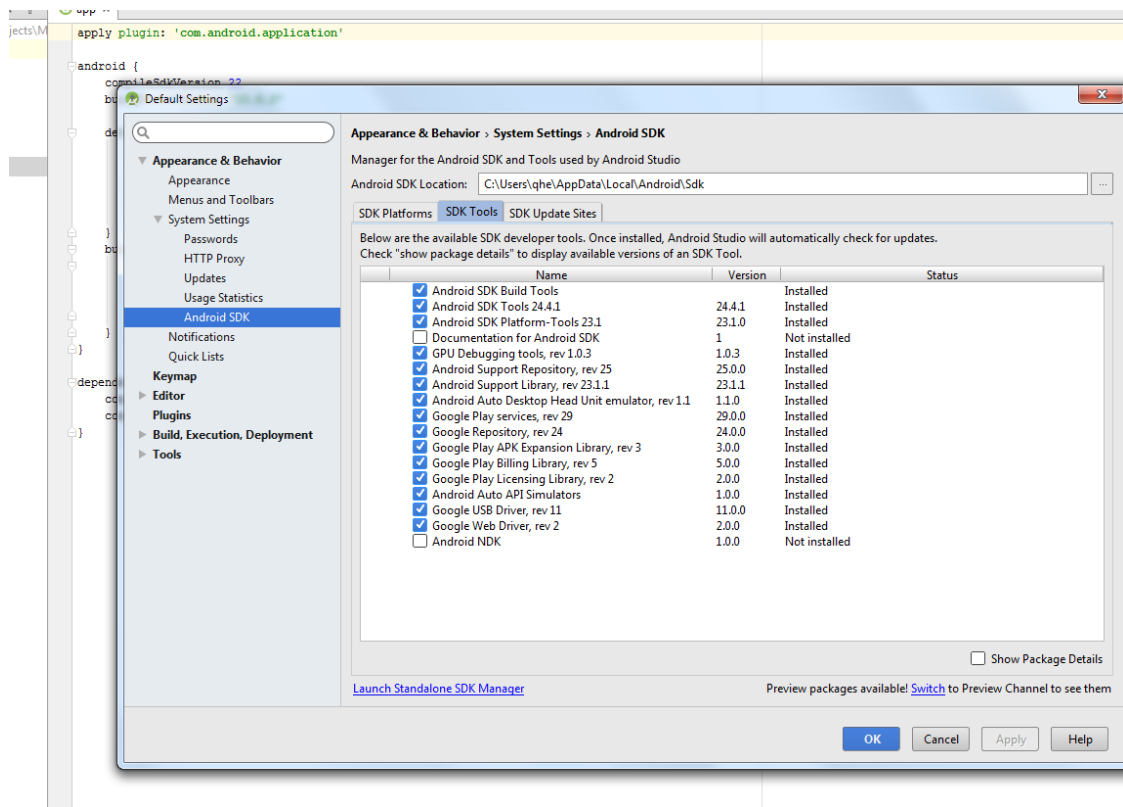 app
jects\M
apply plugin: 'com.android.application'
android {
compileSdkVersion 22
bu
de
}
bu
}
}
depend
co
co
}
Default Settings
Appearance & Behavior
Appearance
Menus and Toolbars
System Settings
Passwords
HTTP Proxy
Updates
Usage Statistics
Android SDK
Notifications
Quick Lists
Keymap
Editor
Plugins
Build, Execution, Deployment
Tools
Appearance & Behavior › System Settings › Android SDK
Manager for the Android SDK and Tools used by Android Studio
Android SDK Location: C:\Users\qhe\AppData\Local\Android\Sdk ...
SDK Platforms SDK Tools SDK Update Sites
Below are the available SDK developer tools. Once installed, Android Studio will automatically check for updates.
Check "show package details" to display available versions of an SDK Tool.
Name Version Status
Android SDK Build Tools Installed
Android SDK Tools 24.4.1 24.4.1 Installed
Android SDK Platform-Tools 23.1 23.1.0 Installed
Documentation for Android SDK 1 Not installed
GPU Debugging tools, rev 1.0.3 1.0.3 Installed
Android Support Repository, rev 25 25.0.0 Installed
Android Support Library, rev 23.1.1 23.1.1 Installed
Android Auto Desktop Head Unit emulator, rev 1.1 1.1.0 Installed
Google Play services, rev 29 29.0.0 Installed
Google Repository, rev 24 24.0.0 Installed
Google Play APK Expansion Library, rev 3 3.0.0 Installed
Google Play Billing Library, rev 5 5.0.0 Installed
Google Play Licensing Library, rev 2 2.0.0 Installed
Android Auto API Simulators 1.0.0 Installed
Google USB Driver, rev 11 11.0.0 Installed
Google Web Driver, rev 2 2.0.0 Installed
Android NDK 1.0.0 Not installed
Show Package Details
Launch Standalone SDK Manager Preview packages available! Switch to Preview Channel to see them
OK Cancel Apply Help